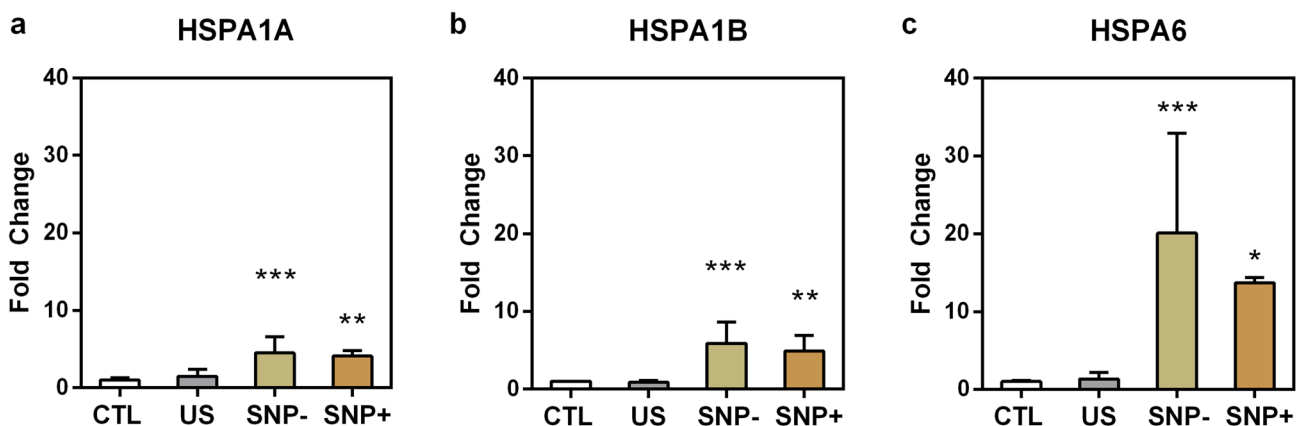 a HSPA1A
Fold Change
40
30
20
10
0
***
**
CTL US SNP- SNP+
b HSPA1B
Fold Change
40
30
20
10
0
***
**
CTL US SNP- SNP+
c HSPA6
Fold Change
40
30
20
10
0
***
*
CTL US SNP- SNP+